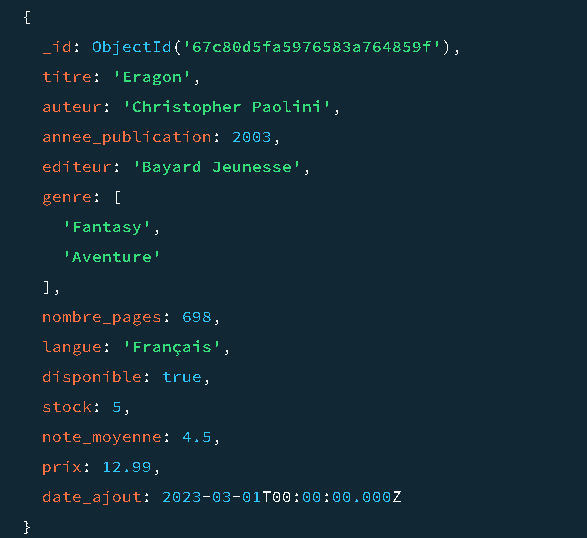 {
_id: ObjectId('67c80d5fa5976583a764859f'),
titre: 'Eragon',
auteur: 'Christopher Paolini',
annee_publication: 2003,
editeur: 'Bayard Jeunesse',
genre: [
'Fantasy',
'Aventure'
],
nombre_pages: 698,
langue: 'Français',
disponible: true,
stock: 5,
note_moyenne: 4.5,
prix: 12.99,
date_ajout: 2023-03-01T00:00:00.000Z
}